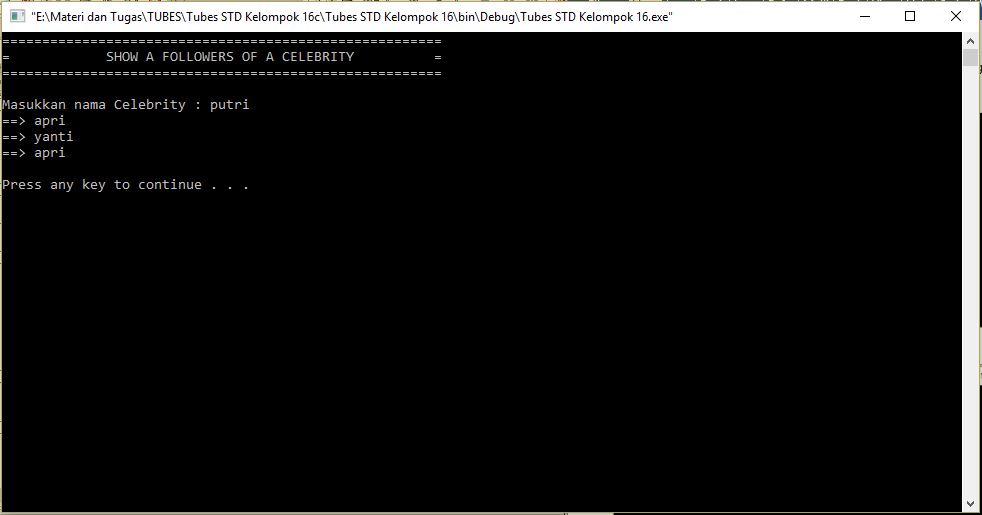 "E:\Materi dan Tugas\TUBES\Tubes STD Kelompok 16c\Tubes STD Kelompok 16\bin\Debug\Tubes STD Kelompok 16.exe"
=======================================================
=            SHOW A FOLLOWERS OF A CELEBRITY          =
=======================================================
Masukkan nama Celebrity : putri
==> apri
==> yanti
==> apri
Press any key to continue . . .